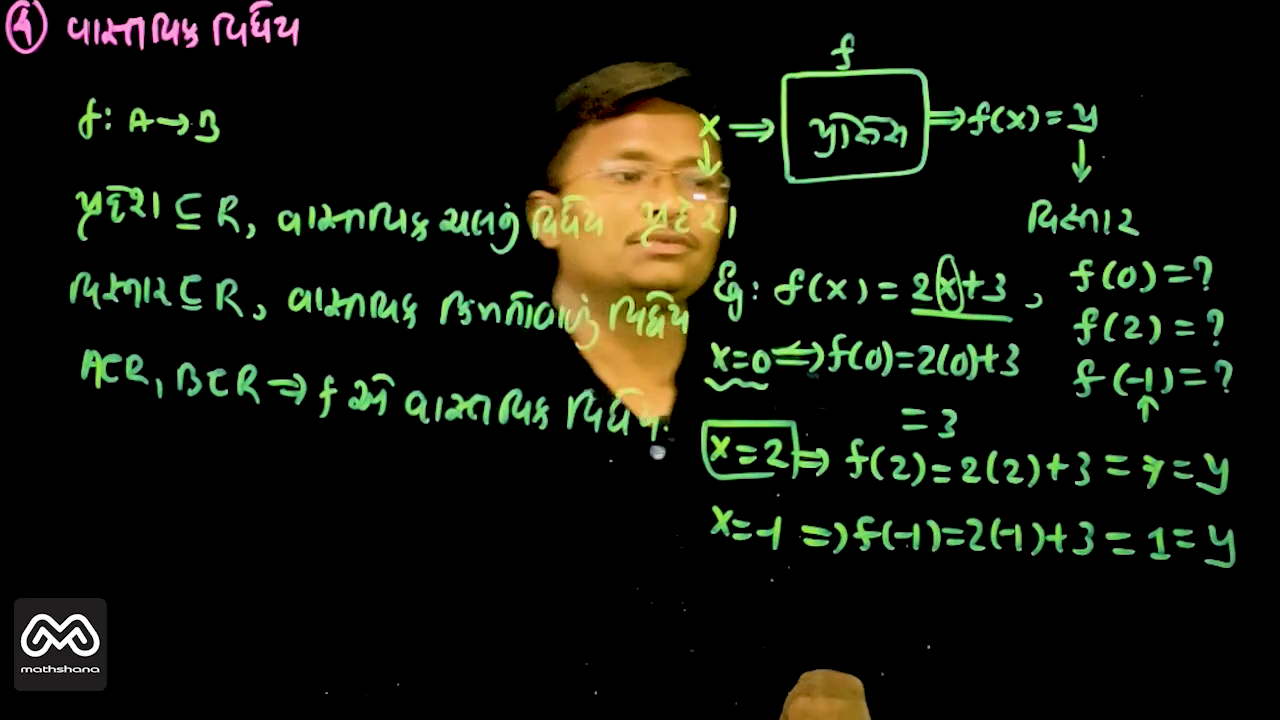 ④ વાસ્તવિક વિધેય
f: A→B
પ્રદેશ ⊆ R, વાસ્તવિક ચલનું વિધેય
વિસ્તાર ⊆ R, વાસ્તવિક કિંમતોવાળું વિધેય
A⊂R, B⊂R ⇒ f એ વાસ્તવિક વિધેય.
f
x ⇒ પ્રક્રિયા ⇒ f(x) = y
↓ ↓
પ્રદેશ વિસ્તાર
Eg: f(x) = 2x+3, f(0)=?
f(2)=?
f(-1)=?
↑
x=0 ⇒ f(0)=2(0)+3
= 3
x=2 ⇒ f(2)=2(2)+3 = 7 = y
x=-1 ⇒ f(-1)=2(-1)+3 = 1 = y
mathshana